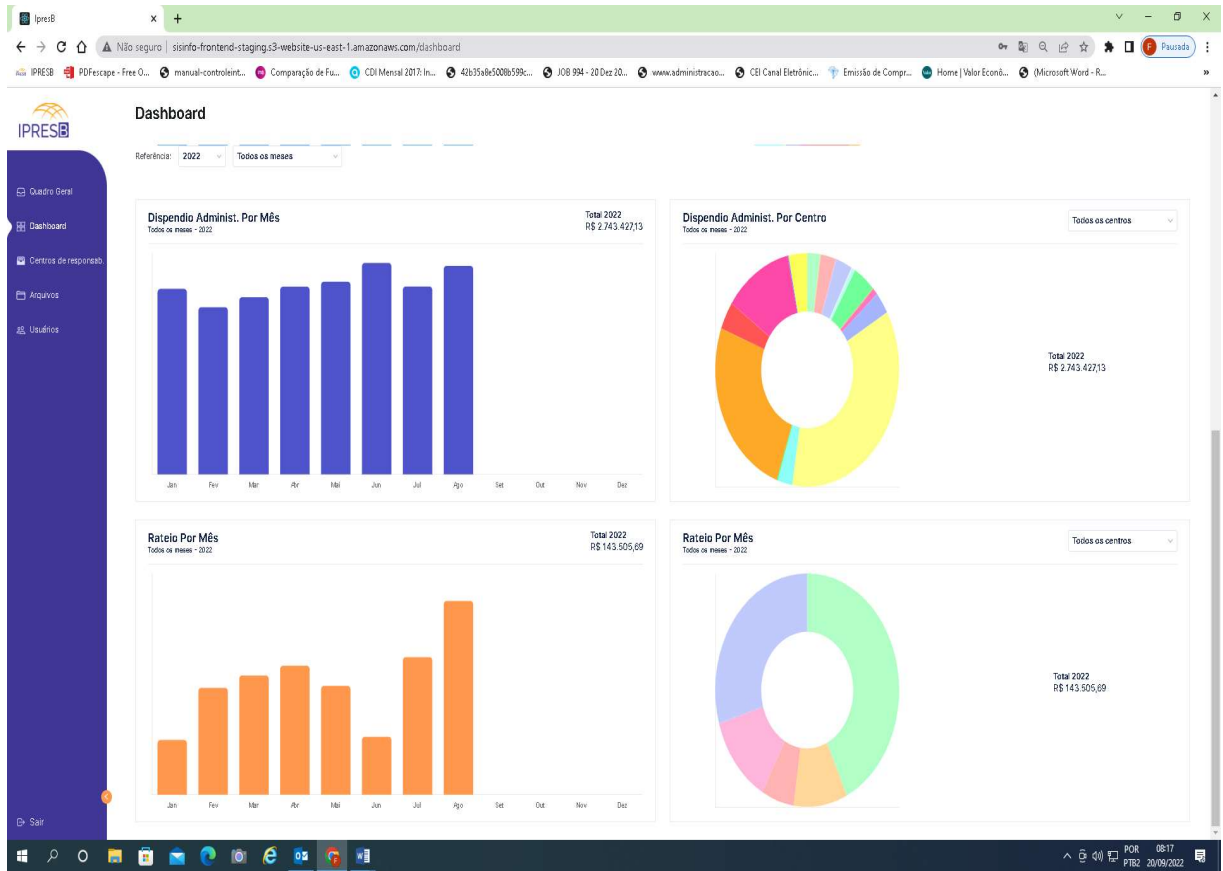 IpresB
Não seguro | sisinfo-frontend-staging.s3-website-us-east-1.amazonaws.com/dashboard
Pausada
IPRESB
PDFescape - Free O...
manual-controleint...
Comparação de Fu...
CDI Mensal 2017: In...
42b35a8e5008b599c...
JOB 994 - 20 Dez 20...
www.administracao...
CEI Canal Eletrônic...
Emissão de Compr...
Home | Valor Econô...
(Microsoft Word - R...
IPRESB
Dashboard
Referência: 2022 Todos os meses
Quadro Geral
Dashboard
Centros de responsab.
Arquivos
Usuários
Sair
Dispendio Administ. Por Mês
Todos os meses - 2022
Total 2022
R$ 2.743.427,13
Jan Fev Mar Abr Mai Jun Jul Ago Set Out Nov Dez
Dispendio Administ. Por Centro
Todos os meses - 2022
Todos os centros
Total 2022
R$ 2.743.427,13
Rateio Por Mês
Todos os meses - 2022
Total 2022
R$ 143.505,69
Jan Fev Mar Abr Mai Jun Jul Ago Set Out Nov Dez
Rateio Por Mês
Todos os meses - 2022
Todos os centros
Total 2022
R$ 143.505,69
POR 08:17
PTB2 20/09/2022